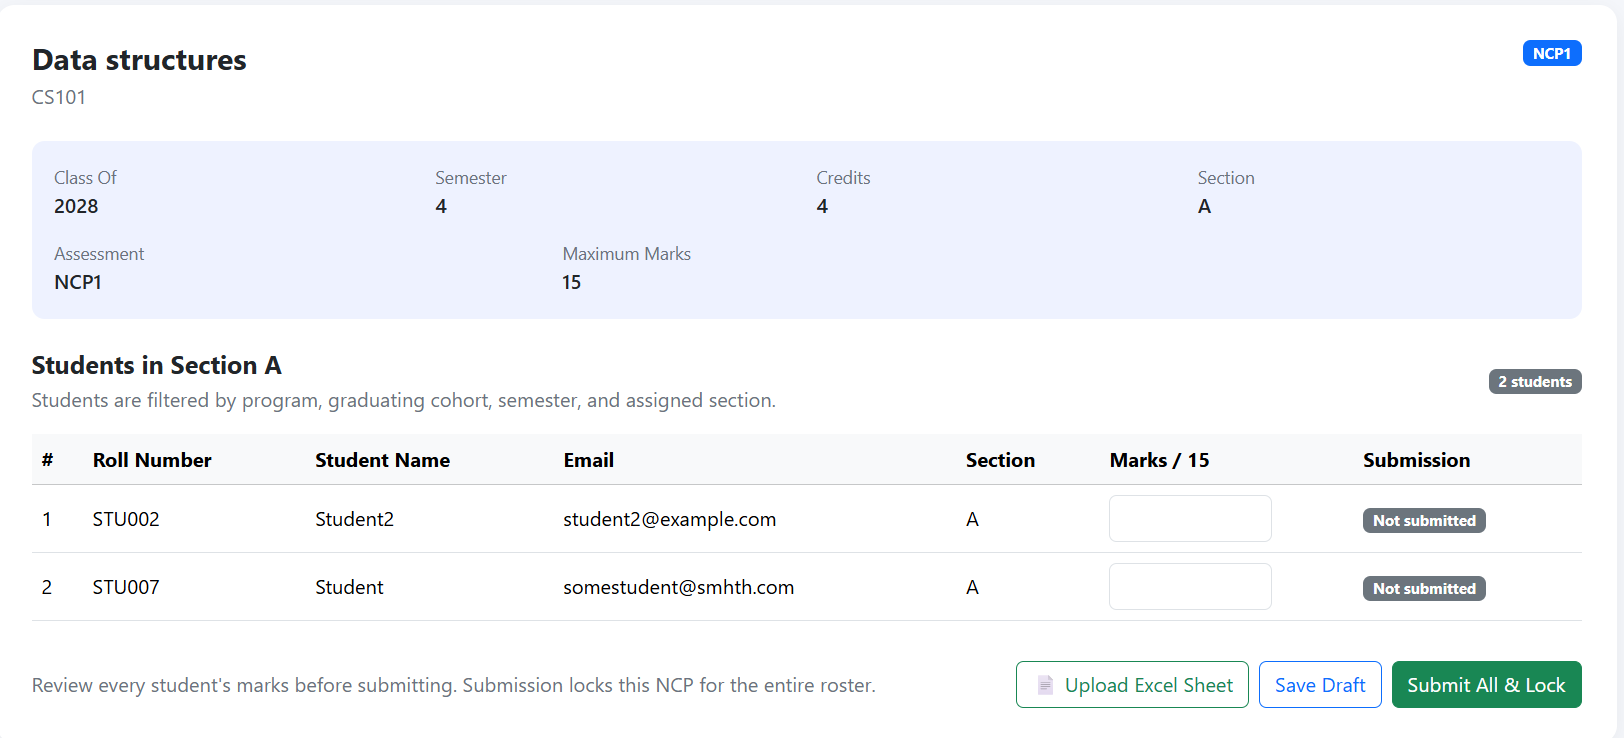 Data structures
NCP1
CS101
Class Of
Semester
Credits
Section
2028
4
4
A
Assessment
Maximum Marks
NCP1
15
Students in Section A
2 students
Students are filtered by program, graduating cohort, semester, and assigned section.
# Roll Number Student Name Email Section Marks / 15 Submission
1 STU002 Student2 student2@example.com A Not submitted
2 STU007 Student somestudent@smhth.com A Not submitted
Review every student's marks before submitting. Submission locks this NCP for the entire roster.
Upload Excel Sheet
Save Draft
Submit All & Lock